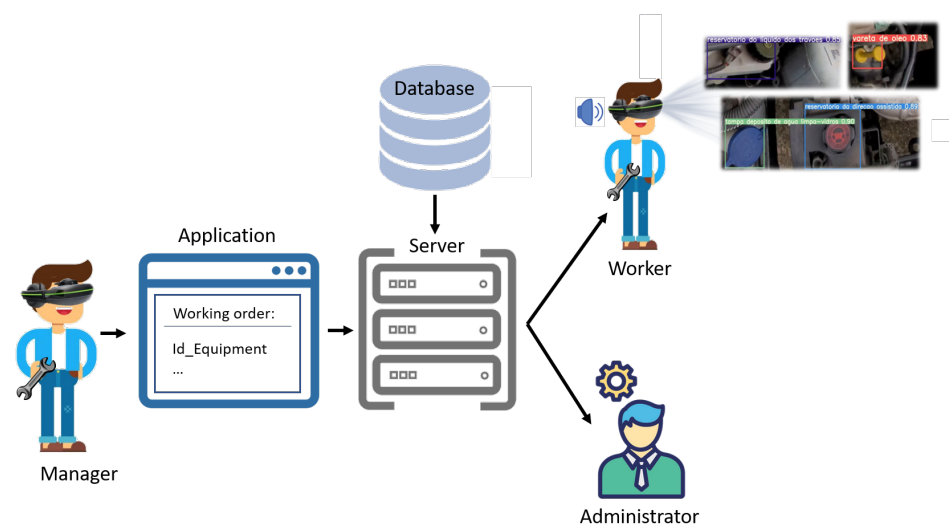 reservatorio do liquido dos travoes 0.85
vareta de oleo 0.83
Database
reservatorio da direcao assistida 0.89
tampa deposito de agua limpa-vidros 0.90
Application
Server
Worker
Working order:
Id_Equipment
...
Manager
Administrator